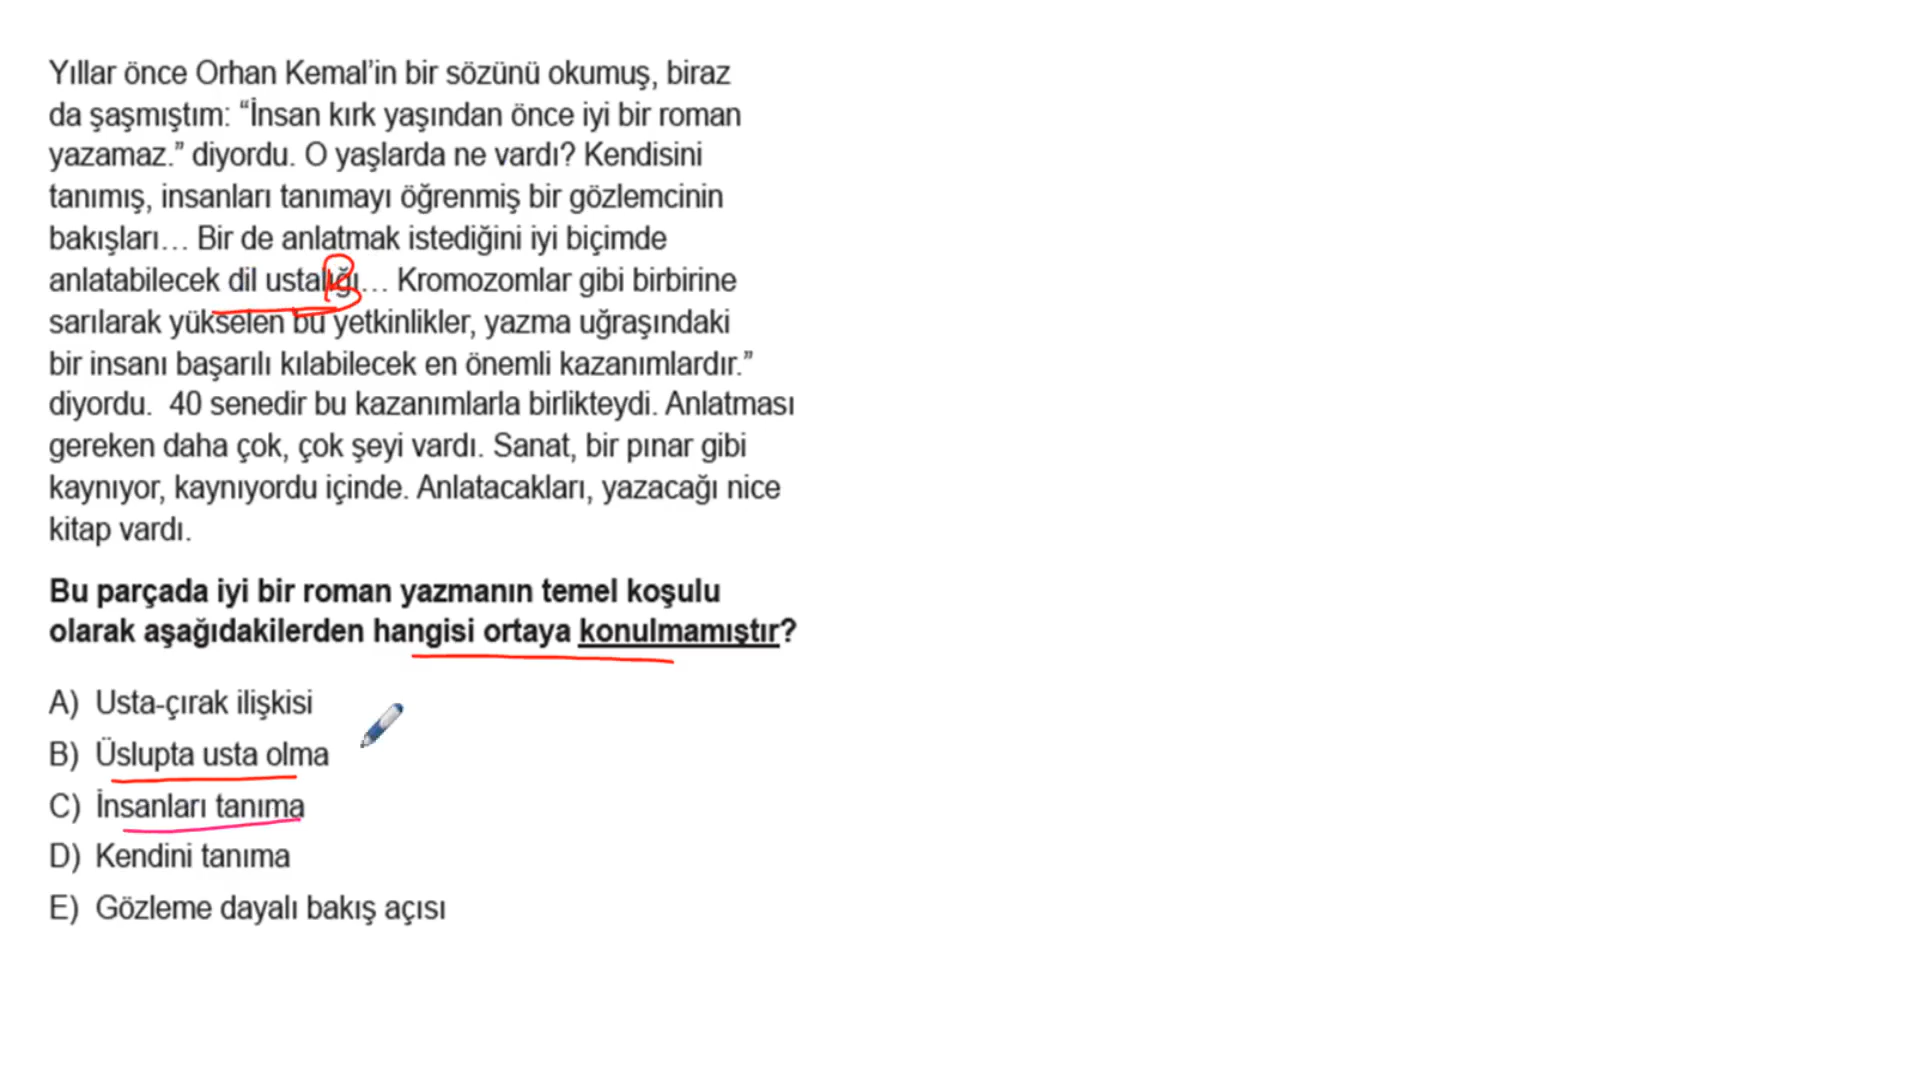 Yıllar önce Orhan Kemal’in bir sözünü okumuş, biraz
da şaşmıştım: “İnsan kırk yaşından önce iyi bir roman
yazamaz.” diyordu. O yaşlarda ne vardı? Kendisini
tanımış, insanları tanımayı öğrenmiş bir gözlemcinin
bakışları… Bir de anlatmak istediğini iyi biçimde
anlatabilecek dil ustalığı… Kromozomlar gibi birbirine
sarılarak yükselen bu yetkinlikler, yazma uğraşındaki
bir insanı başarılı kılabilecek en önemli kazanımlardır.”
diyordu.  40 senedir bu kazanımlarla birlikteydi. Anlatması
gereken daha çok, çok şeyi vardı. Sanat, bir pınar gibi
kaynıyor, kaynıyordu içinde. Anlatacakları, yazacağı nice
kitap vardı.
Bu parçada iyi bir roman yazmanın temel koşulu
olarak aşağıdakilerden hangisi ortaya konulmamıştır?
A) Usta-çırak ilişkisi
B) Üslupta usta olma
C) İnsanları tanıma
D) Kendini tanıma
E) Gözleme dayalı bakış açısı
B